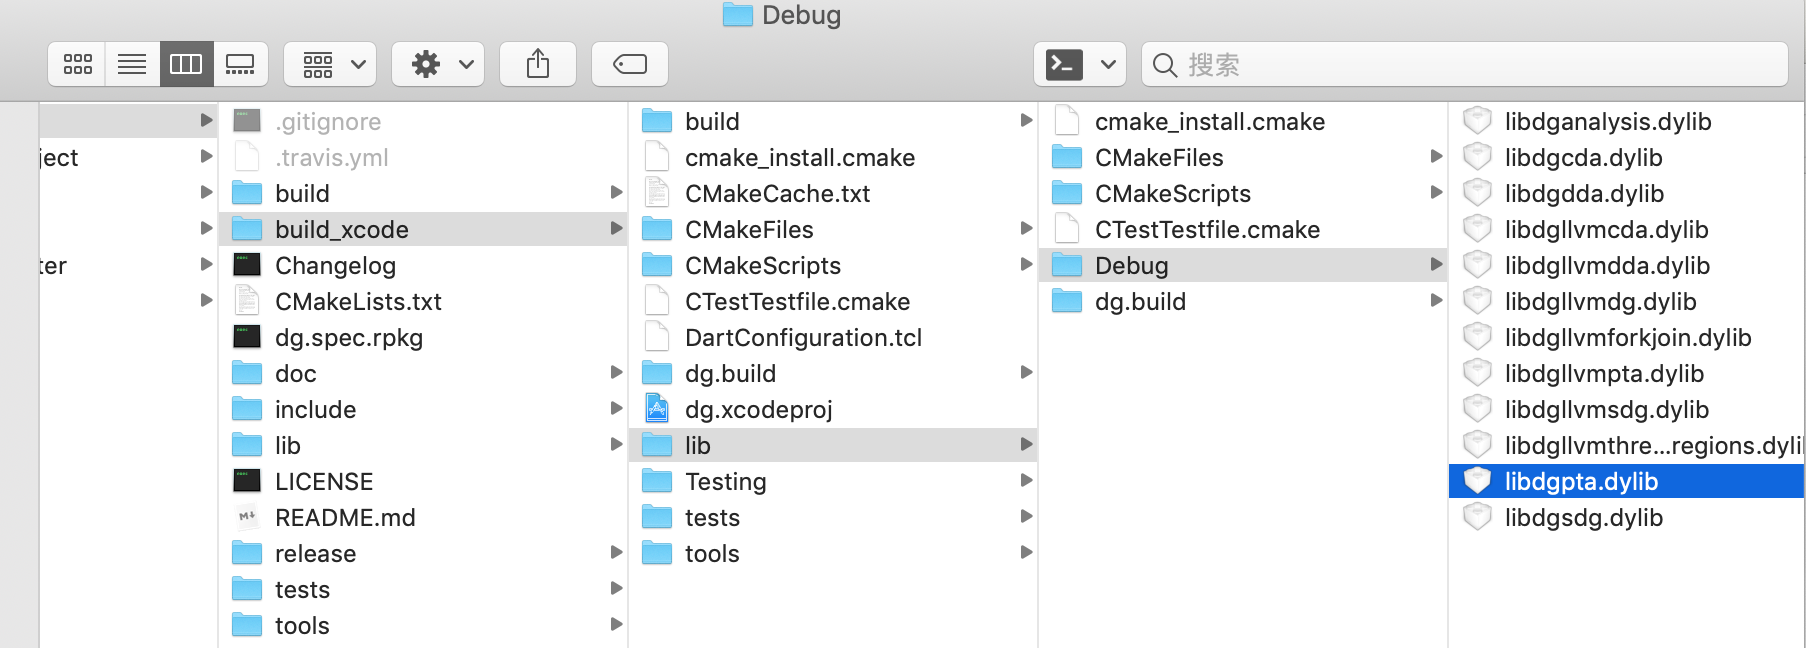 Debug
搜索
ject
ter
.gitignore
.travis.yml
build
build_xcode
Changelog
CMakeLists.txt
dg.spec.rpkg
doc
include
lib
LICENSE
README.md
release
tests
tools
build
cmake_install.cmake
CMakeCache.txt
CMakeFiles
CMakeScripts
CTestTestfile.cmake
DartConfiguration.tcl
dg.build
dg.xcodeproj
lib
Testing
tests
tools
cmake_install.cmake
CMakeFiles
CMakeScripts
CTestTestfile.cmake
Debug
dg.build
libdganalysis.dylib
libdgcda.dylib
libdgdda.dylib
libdgllvmcda.dylib
libdgllvmdda.dylib
libdgllvmdg.dylib
libdgllvmforkjoin.dylib
libdgllvmpta.dylib
libdgllvmsdg.dylib
libdgllvmthre...regions.dyli
libdgpta.dylib
libdgsdg.dylib